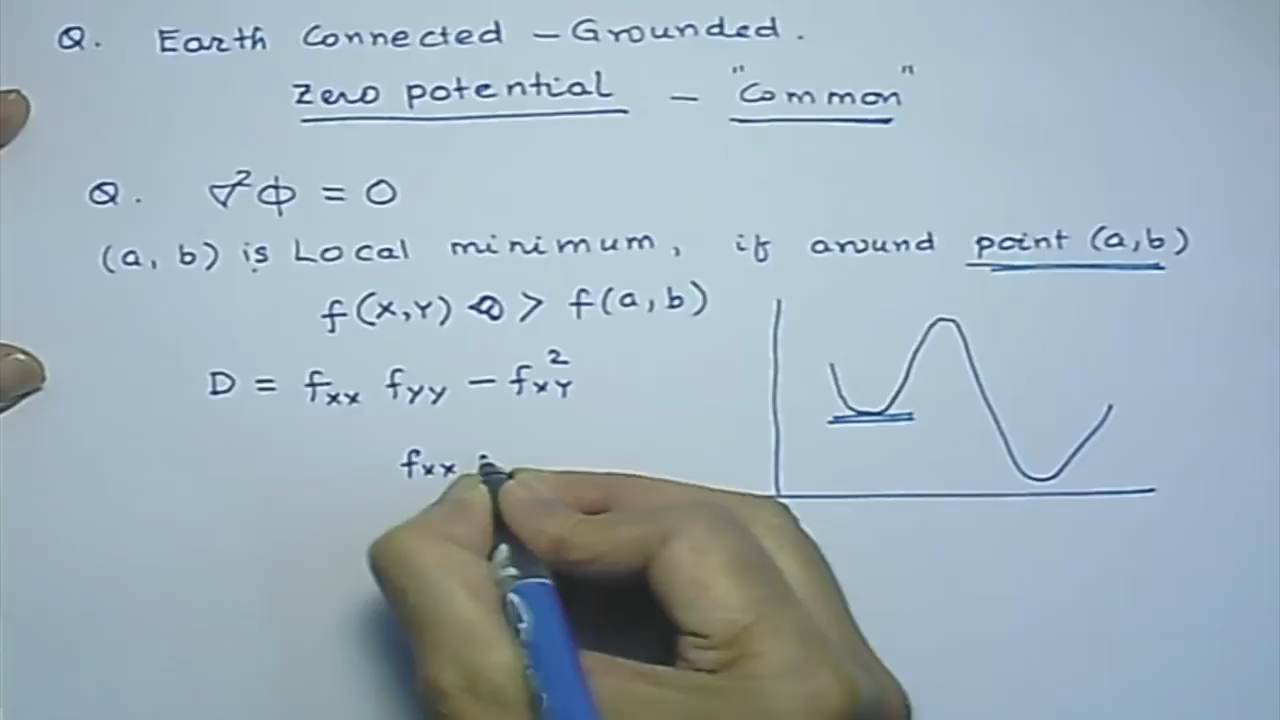 Q. Earth Connected – Grounded.
Zero potential – "Common"
Q. ∇²φ = 0
(a, b) is Local minimum, if around point (a,b)
f(x,y) > f(a,b)
D = fxx fyy – fxy²
fxx